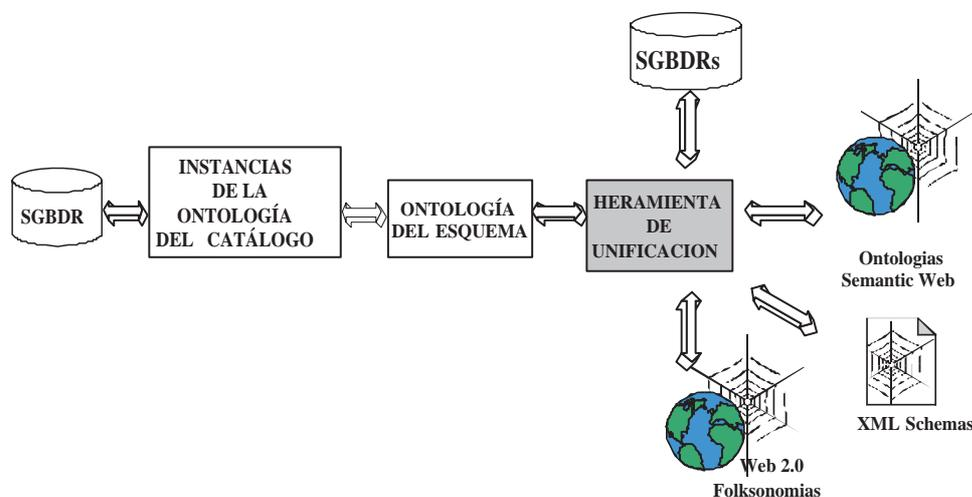 SGBDRs
SGBDR
INSTANCIAS
DE LA
ONTOLOGÍA
DEL CATÁLOGO
ONTOLOGÍA
DEL ESQUEMA
HERAMIENTA
DE
UNIFICACION
Ontologias
Semantic Web
XML Schemas
Web 2.0
Folksonomias